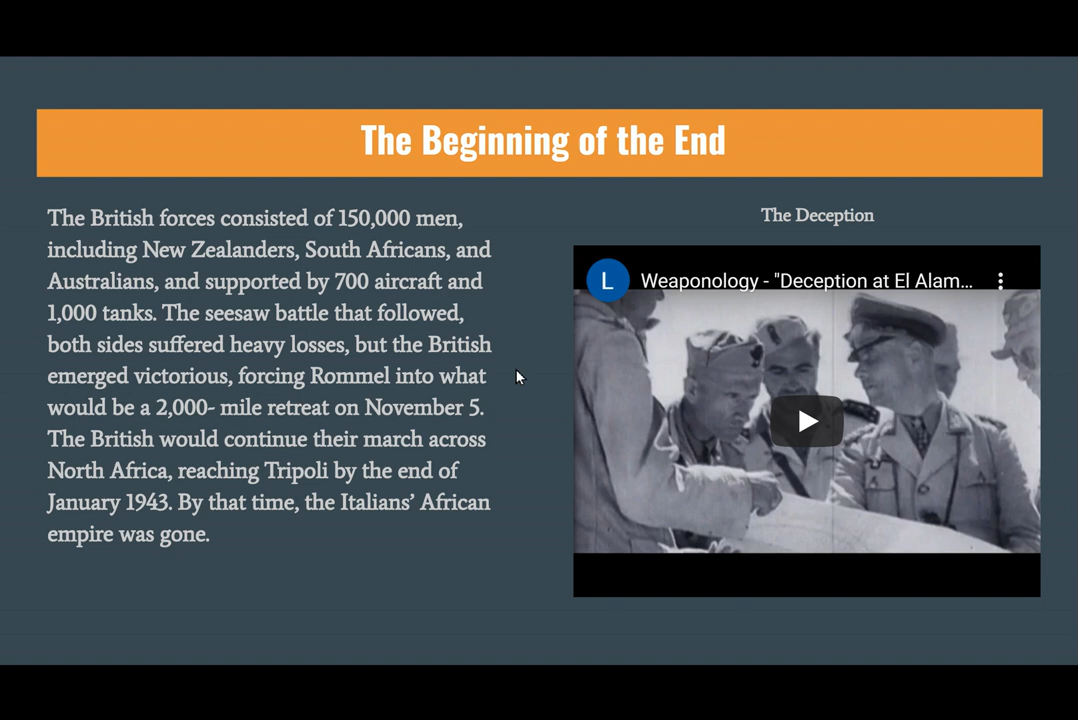 The Beginning of the End
The British forces consisted of 150,000 men,
including New Zealanders, South Africans, and
Australians, and supported by 700 aircraft and
1,000 tanks. The seesaw battle that followed,
both sides suffered heavy losses, but the British
emerged victorious, forcing Rommel into what
would be a 2,000- mile retreat on November 5.
The British would continue their march across
North Africa, reaching Tripoli by the end of
January 1943. By that time, the Italians’ African
empire was gone.
The Deception
L
Weaponology - "Deception at El Alam...